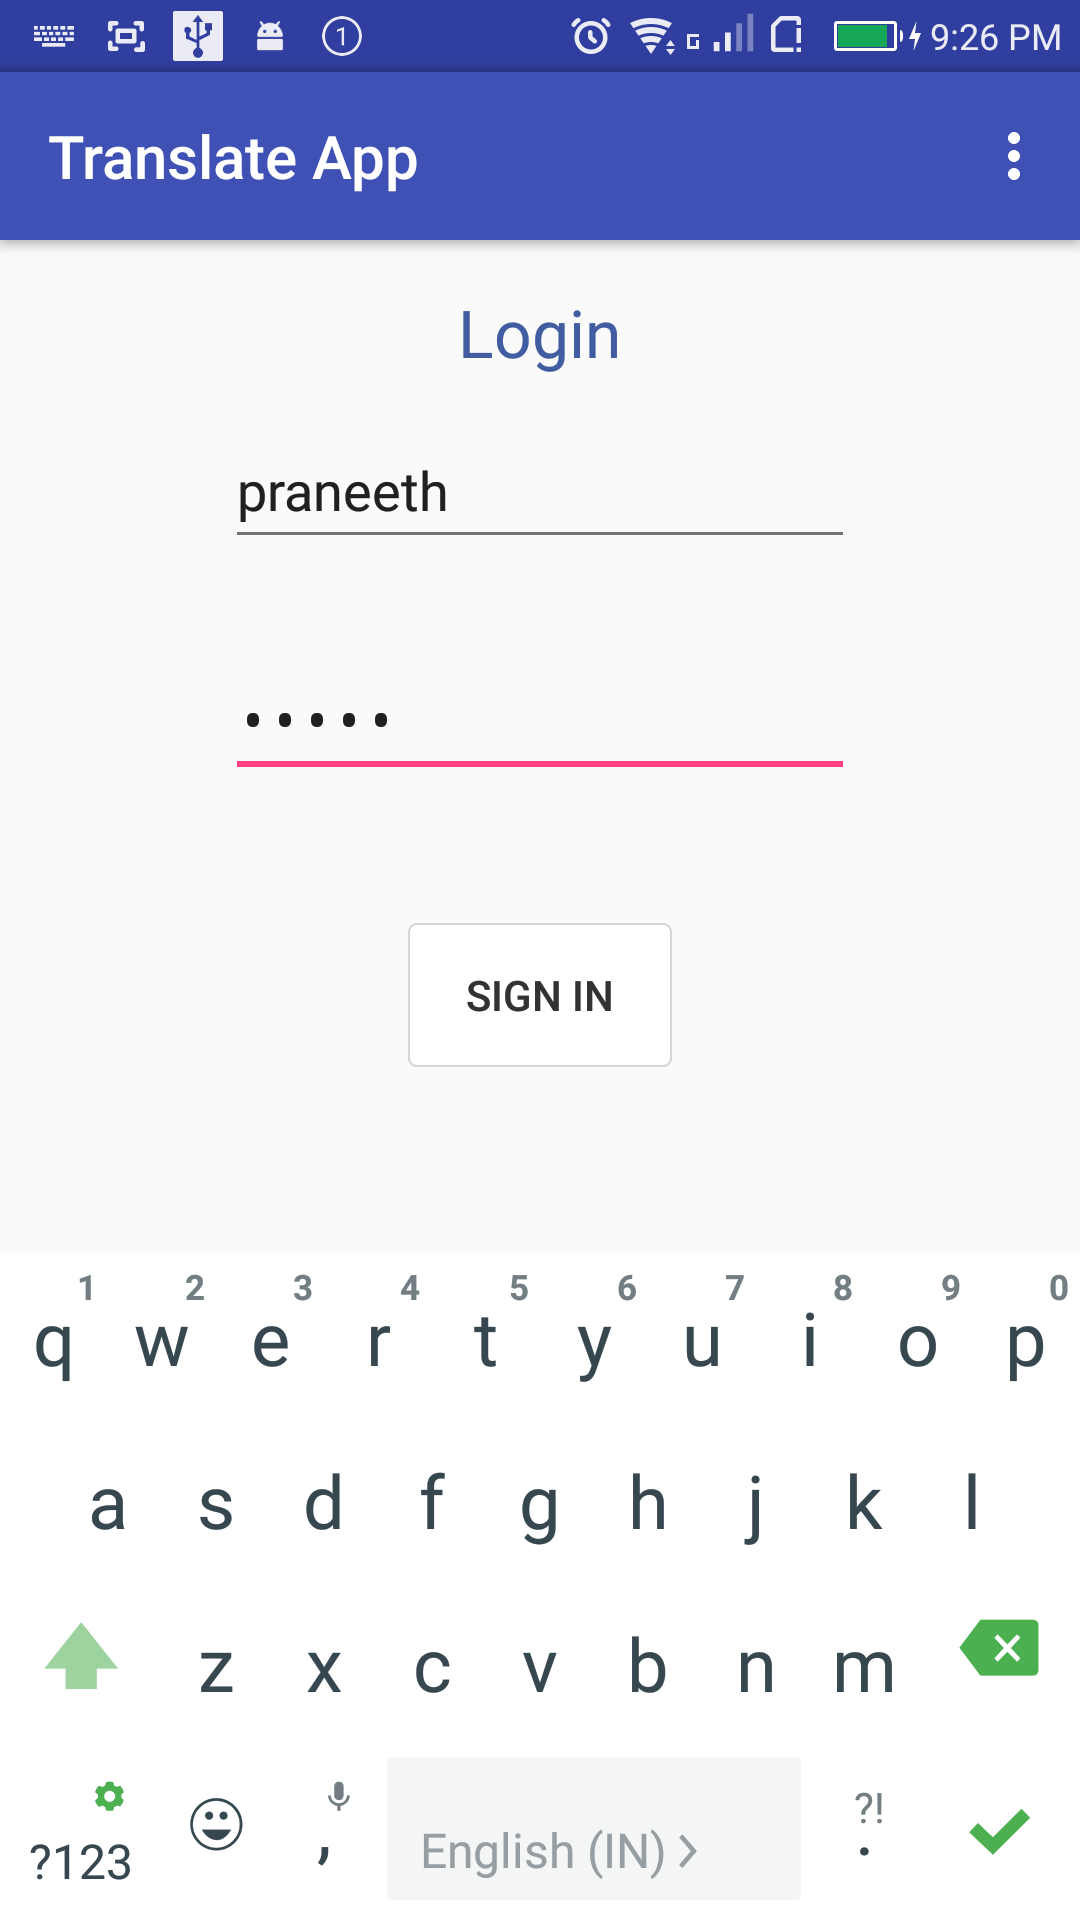 1 G 9:26 PM
Translate App
Login
praneeth
•••••
SIGN IN
1 2 3 4 5 6 7 8 9 0
q w e r t y u i o p
a s d f g h j k l
z x c v b n m
?123 , English (IN) ?! .